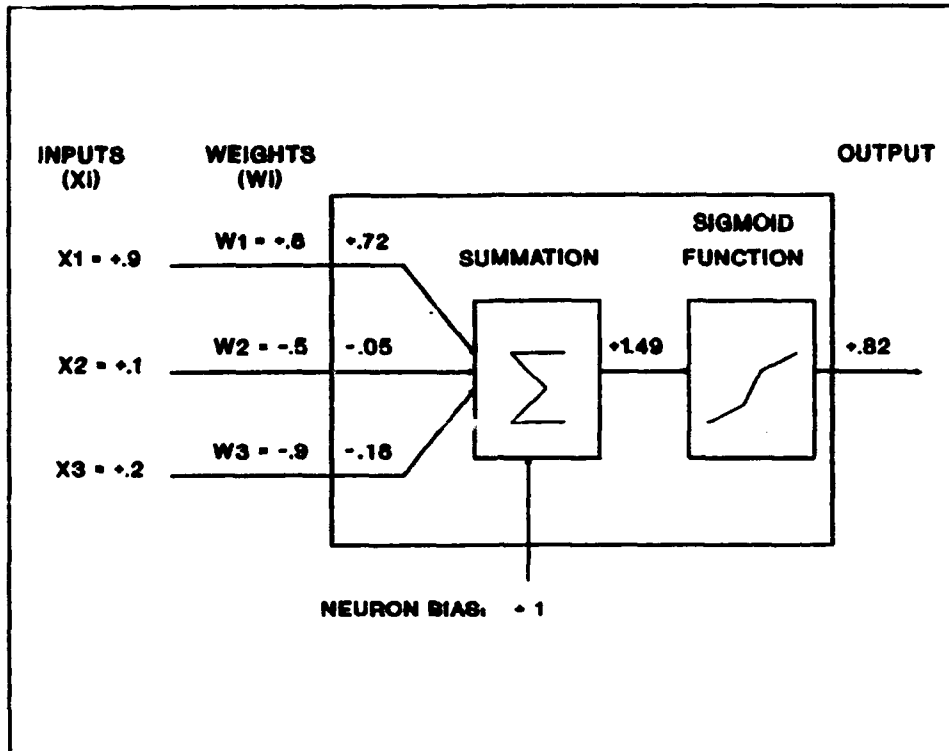 INPUTS
(Xi)
WEIGHTS
(Wi)
OUTPUT
SIGMOID
FUNCTION
SUMMATION
X1 = +.9
W1 = +.8
+.72
X2 = +.1
W2 = -.5
-.05
+1.49
+.82
X3 = +.2
W3 = -.9
-.18
Σ
NEURON BIAS: + 1